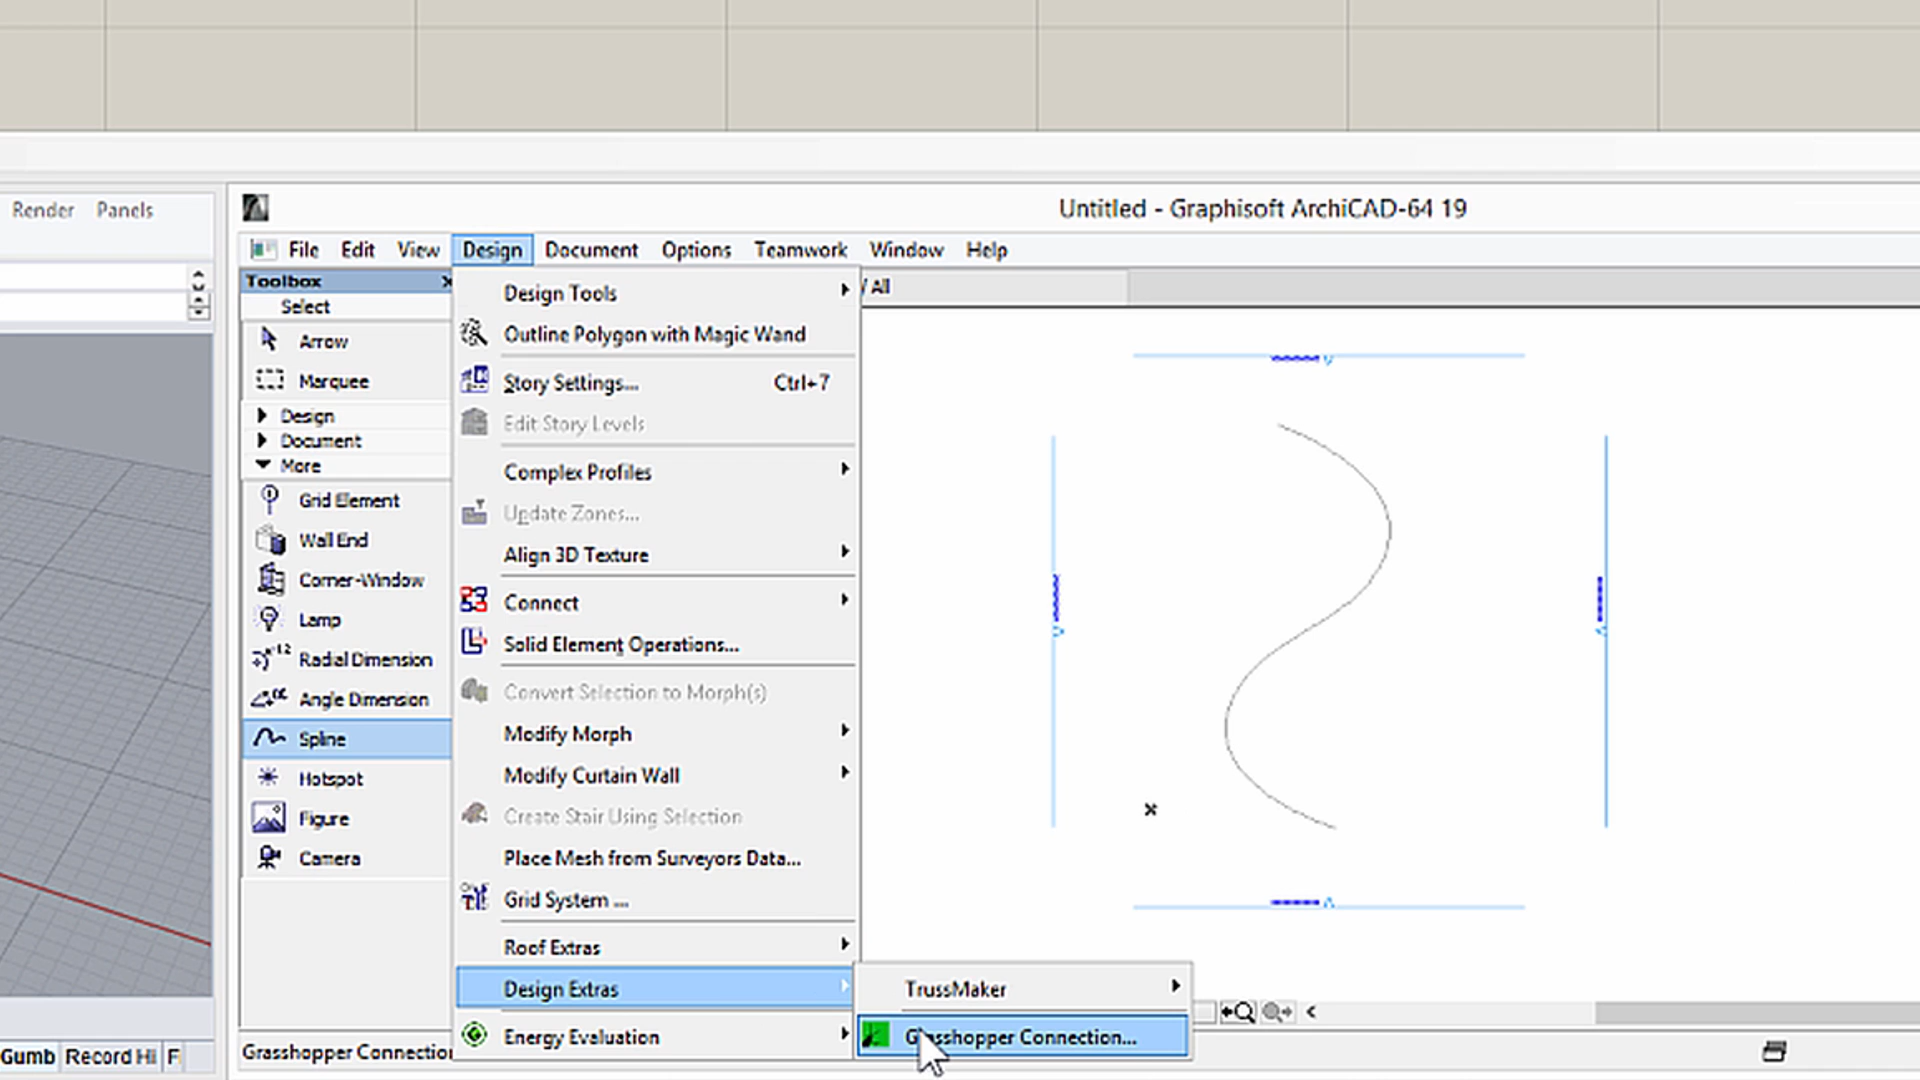 Render Panels
Untitled - Graphisoft ArchiCAD-64 19
File Edit View Design Document Options Teamwork Window Help
Toolbox
Select
Arrow
Marquee
Design
Document
More
Grid Element
Wall End
Corner-Window
Lamp
Radial Dimension
Angle Dimension
Spline
Hotspot
Figure
Camera
Design Tools
Outline Polygon with Magic Wand
Story Settings... Ctrl+7
Edit Story Levels
Complex Profiles
Update Zones...
Align 3D Texture
Connect
Solid Element Operations...
Convert Selection to Morph(s)
Modify Morph
Modify Curtain Wall
Create Stair Using Selection
Place Mesh from Surveyors Data...
Grid System ...
Roof Extras
Design Extras
Energy Evaluation
/ All
TrussMaker
Grasshopper Connection...
Gumb Record Hi F
Grasshopper Connectio